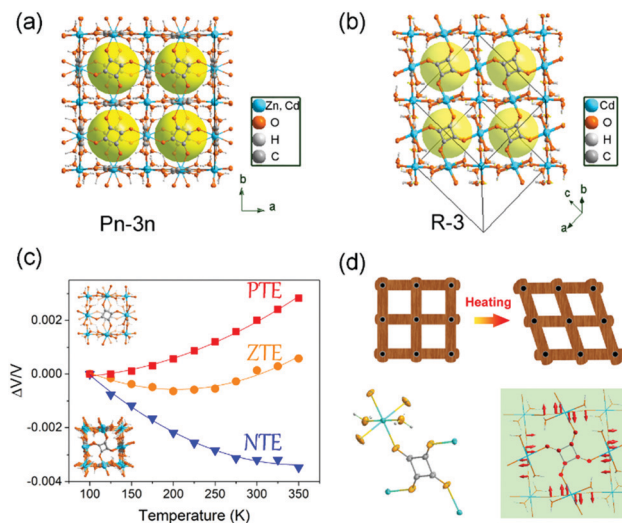 (a)
Zn, Cd
O
H
C
b
a
Pn-3n
(b)
Cd
O
H
C
c
b
a
R-3
(c)
PTE
ZTE
NTE
0.002
0.000
-0.002
-0.004
ΔV/V
100 150 200 250 300 350
Temperature (K)
(d)
Heating